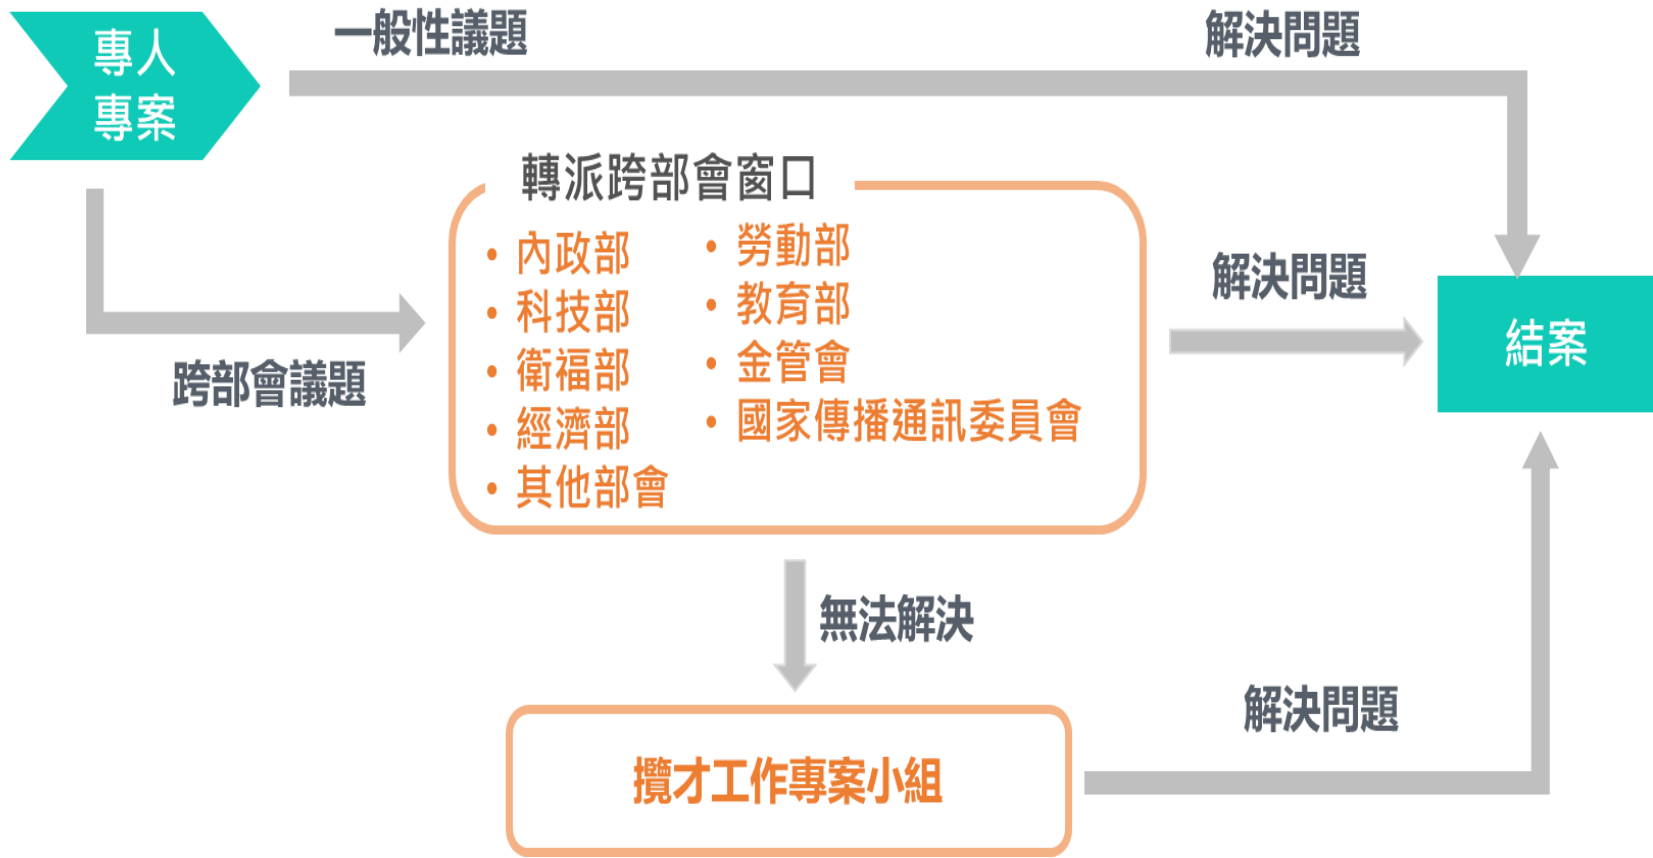 專人
專案
一般性議題
解決問題
轉派跨部會窗口
• 內政部
• 科技部
• 衛福部
• 經濟部
• 其他部會
• 勞動部
• 教育部
• 金管會
• 國家傳播通訊委員會
跨部會議題
解決問題
結案
無法解決
攬才工作專案小組
解決問題